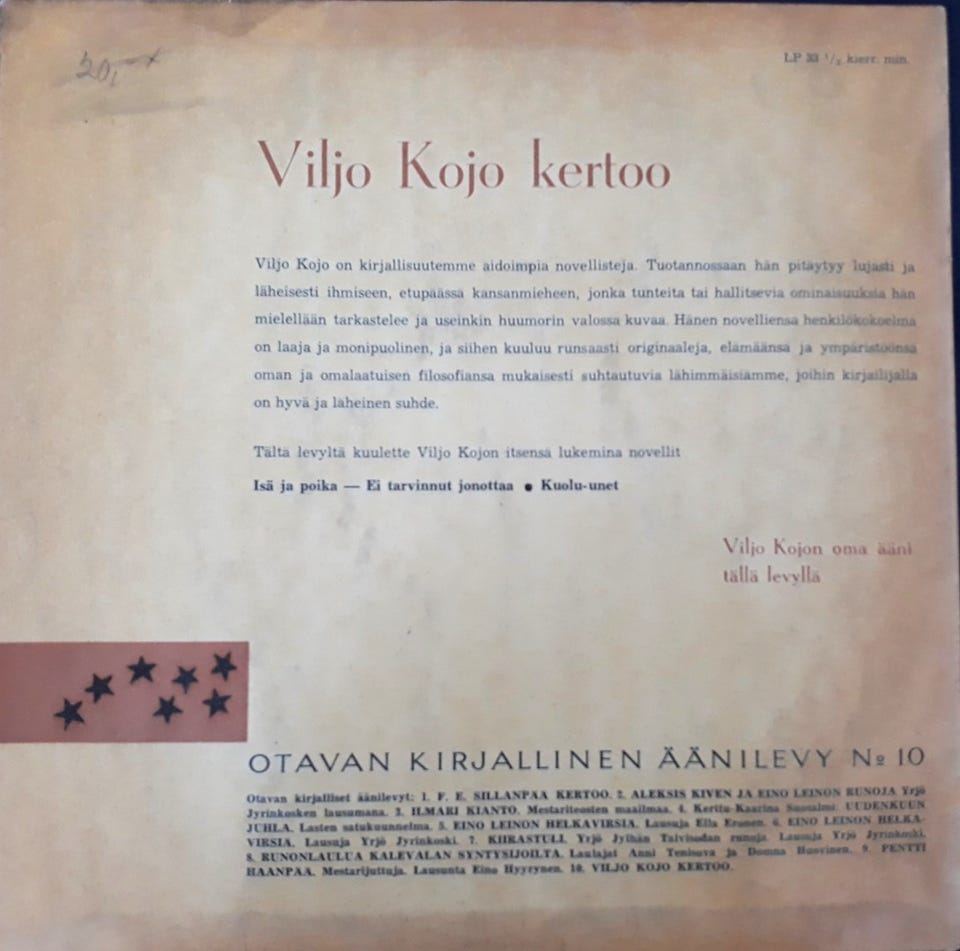 20,-
LP 33 1/3 kierr. min.
Viljo Kojo kertoo
Viljo Kojo on kirjallisuutemme aidoimpia novellisteja. Tuotannossaan hän pitäytyy lujasti ja
läheisesti ihmiseen, etupäässä kansanmieheen, jonka tunteita tai hallitsevia ominaisuuksia hän
mielellään tarkastelee ja useinkin huumorin valossa kuvaa. Hänen novelliensa henkilökokoelma
on laaja ja monipuolinen, ja siihen kuuluu runsaasti originaaleja, elämäänsä ja ympäristöönsä
oman ja omalaatuisen filosofiansa mukaisesti suhtautuvia lähimmäisiämme, joihin kirjailijalla
on hyvä ja läheinen suhde.
Tältä levyltä kuulette Viljo Kojon itsensä lukemina novellit
Isä ja poika — Ei tarvinnut jonottaa ● Kuolu-unet
Viljo Kojon oma ääni
tällä levyllä
OTAVAN KIRJALLINEN ÄÄNILEVY No 10
Otavan kirjalliset äänilevyt: 1. F. E. SILLANPÄÄ KERTOO. 2. ALEKSIS KIVEN JA EINO LEINON RUNOJA Yrjö
Jyrinkosken lausumana. 3. ILMARI KIANTO. Mestariteosten maailmaa. 4. Kerttu-Kaarina Suosalmi: UUDENKUUN
JUHLA. Lasten satukuunnelma. 5. EINO LEINON HELKAVIRSIÄ. Lausuja Ella Eronen. 6. EINO LEINON HELKA-
VIRSIÄ. Lausuja Yrjö Jyrinkoski. 7. KIIRASTULI. Yrjö Jylhän Talvisodan runoja. Lausuja Yrjö Jyrinkoski.
8. RUNONLAULUA KALEVALAN SYNTYSIJOILTA. Laulajat Anni Tenisova ja Domna Huovinen. 9. PENTTI
HAANPÄÄ. Mestarijuttuja. Lausunta Eino Hyyrynen. 10. VILJO KOJO KERTOO.